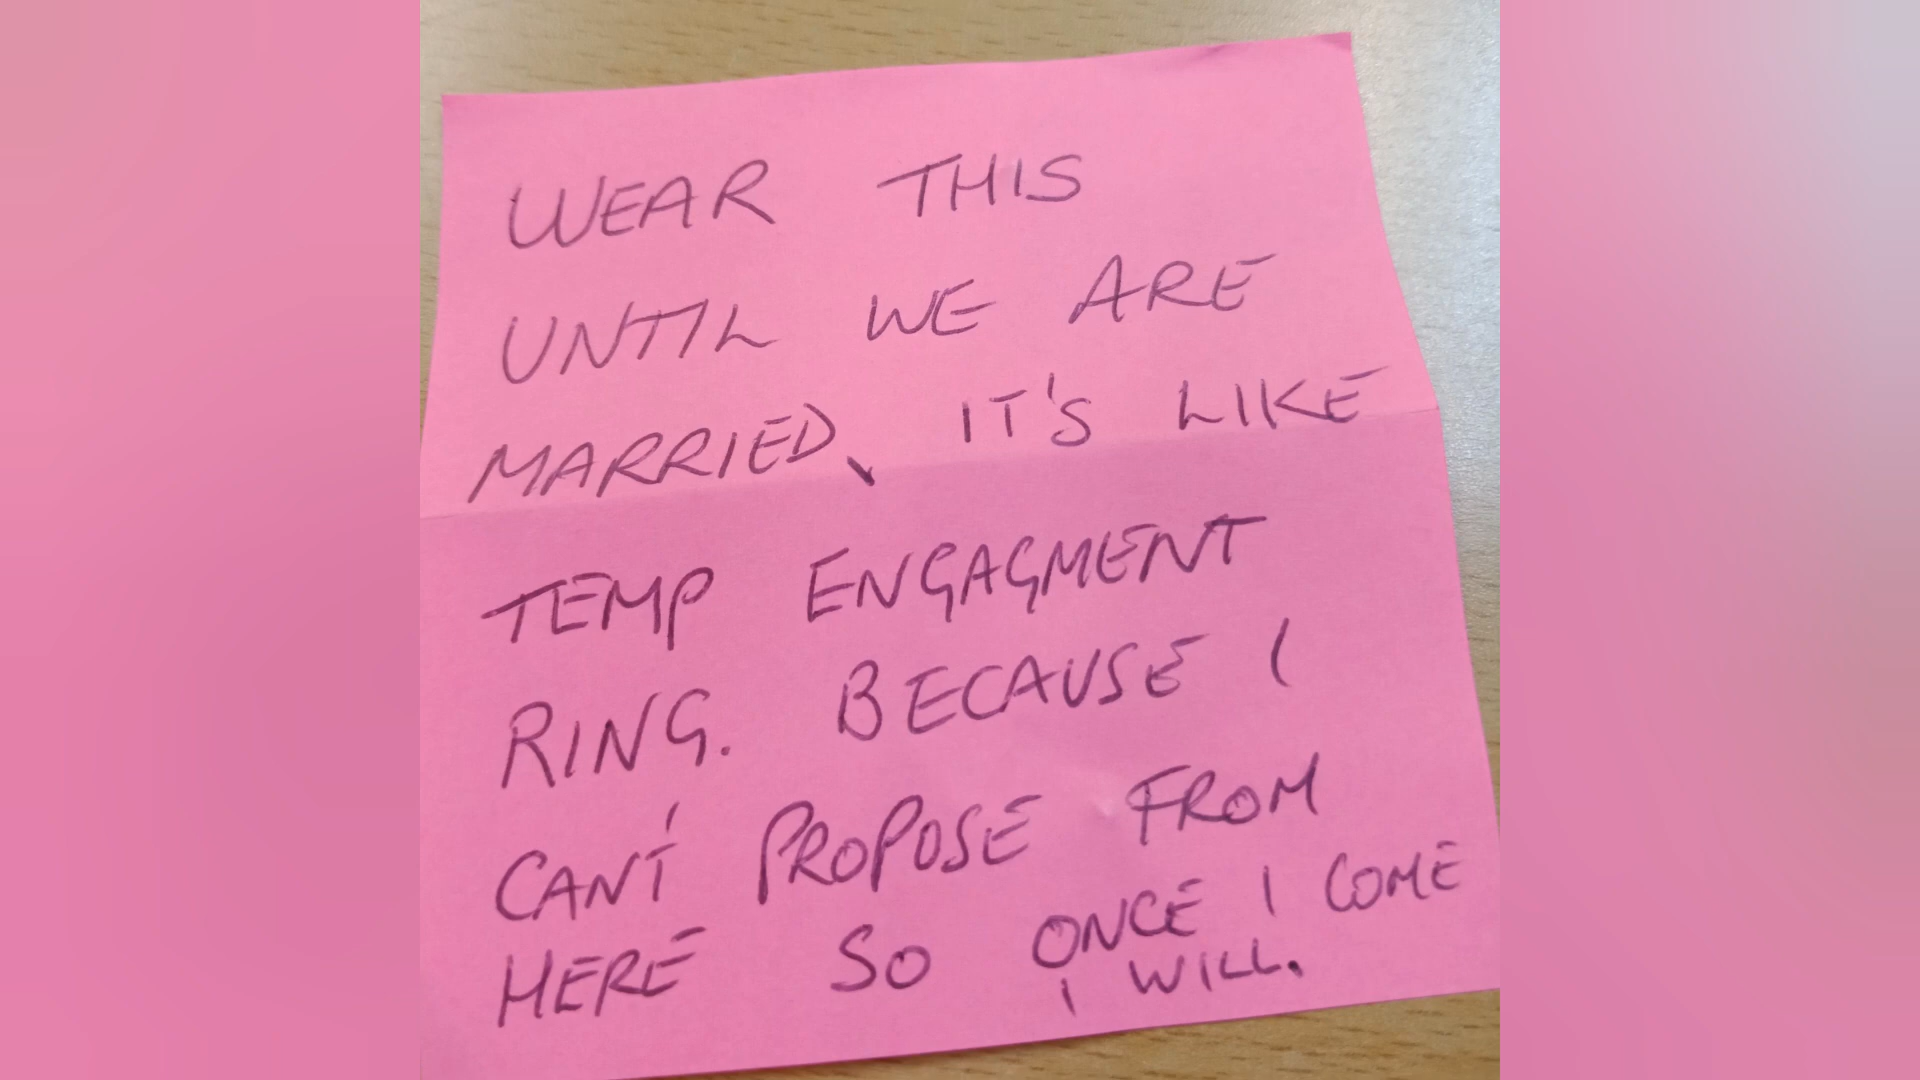 WEAR THIS
UNTIL WE ARE
MARRIED, IT'S LIKE
TEMP ENGAGMENT
RING. BECAUSE I
CAN'T PROPOSE FROM
HERE SO ONCE I COME
I WILL.